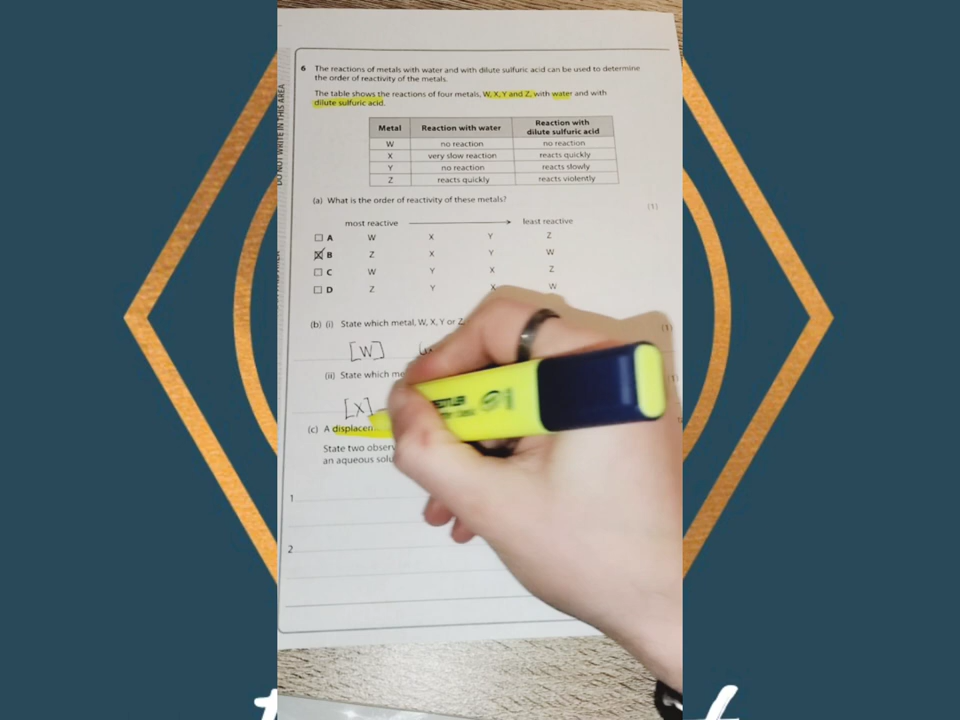 DO NOT WRITE IN THIS AREA
6 The reactions of metals with water and with dilute sulfuric acid can be used to determine
the order of reactivity of the metals.
The table shows the reactions of four metals, W, X, Y and Z, with water and with
dilute sulfuric acid.
Metal Reaction with water Reaction with dilute sulfuric acid
W no reaction no reaction
X very slow reaction reacts quickly
Y no reaction reacts slowly
Z reacts quickly reacts violently
(a) What is the order of reactivity of these metals?
(1)
most reactive least reactive
A W X Y Z
B Z X Y W
C W Y X Z
D Z Y X W
(b) (i) State which metal, W, X, Y or Z,
(1)
[W]
(ii) State which
(1)
[X]
(c) A
State two
an aqueous
1
2